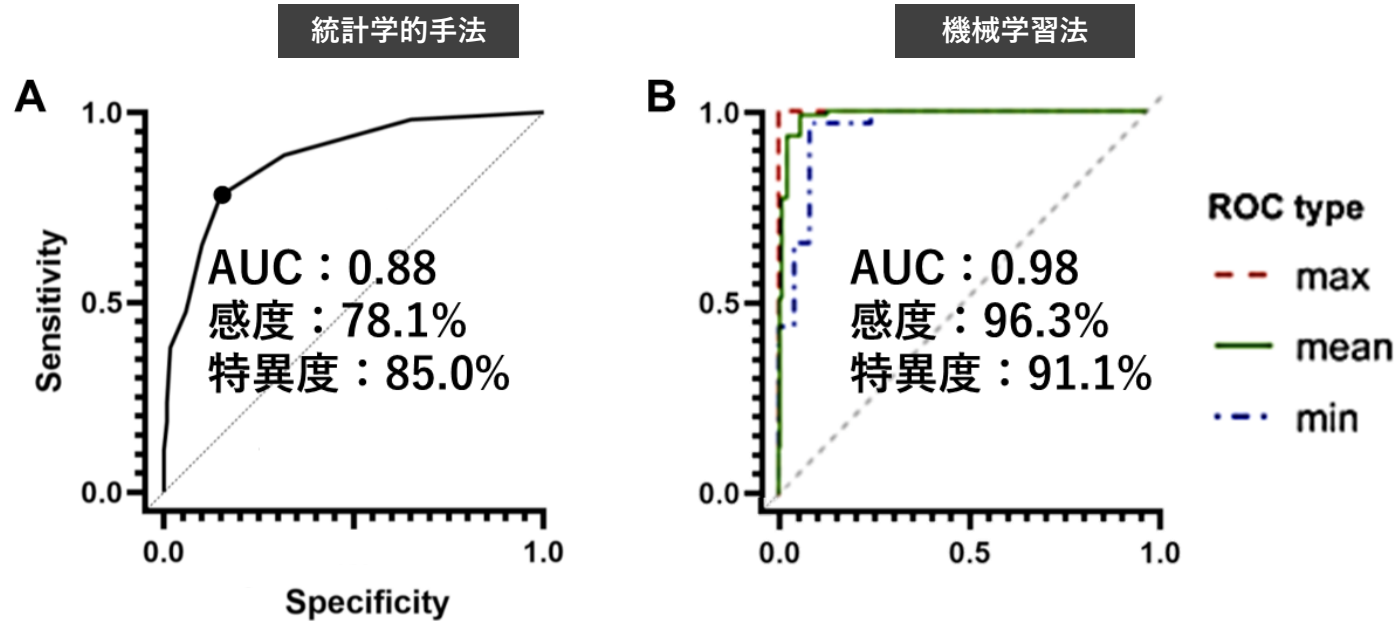 統計学的手法
機械学習法
A
1.0
0.5
0.0
Sensitivity
AUC：0.88
感度：78.1%
特異度：85.0%
0.0
1.0
Specificity
B
1.0
0.5
0.0
AUC：0.98
感度：96.3%
特異度：91.1%
0.0
0.5
1.0
ROC type
max
mean
min